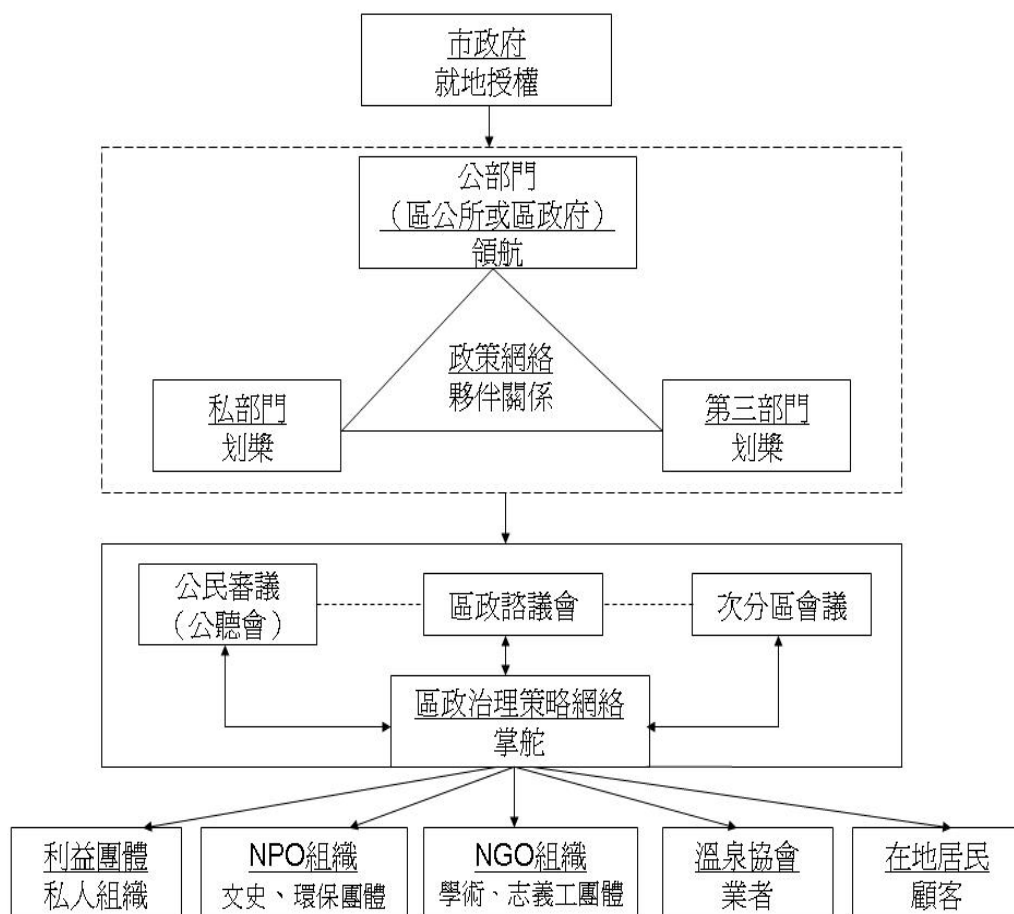 市政府
就地授權
公部門
（區公所或區政府）
領航
政策網絡
夥伴關係
私部門
划槳
第三部門
划槳
公民審議
（公聽會）
區政諮議會
次分區會議
區政治理策略網絡
掌舵
利益團體
私人組織
NPO組織
文史、環保團體
NGO組織
學術、志義工團體
溫泉協會
業者
在地居民
顧客